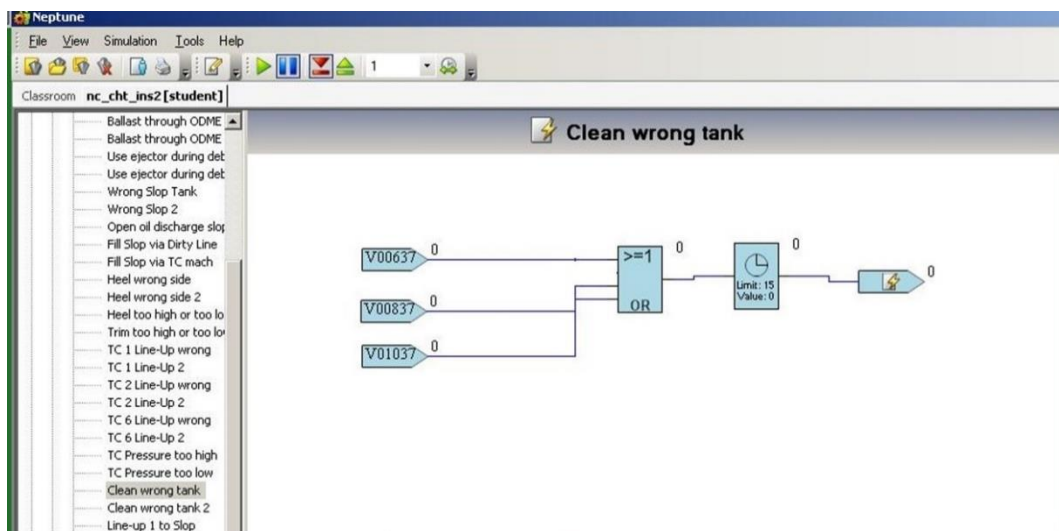 Neptune
File View Simulation Tools Help
1
Classroom nc_cht_ins2[student]
Ballast through ODME
Ballast through ODME
Use ejector during deb
Use ejector during deb
Wrong Slop Tank
Wrong Slop 2
Open oil discharge slop
Fill Slop via Dirty Line
Fill Slop via TC mach
Heel wrong side
Heel wrong side 2
Heel too high or too lo
Trim too high or too lo
TC 1 Line-Up wrong
TC 1 Line-Up 2
TC 2 Line-Up wrong
TC 2 Line-Up 2
TC 6 Line-Up wrong
TC 6 Line-Up 2
TC Pressure too high
TC Pressure too low
Clean wrong tank
Clean wrong tank 2
Line-up 1 to Slop
Clean wrong tank
V00637 0
V00837 0
V01037 0
>=1 0
OR
0
Limit: 15
Value: 0
0